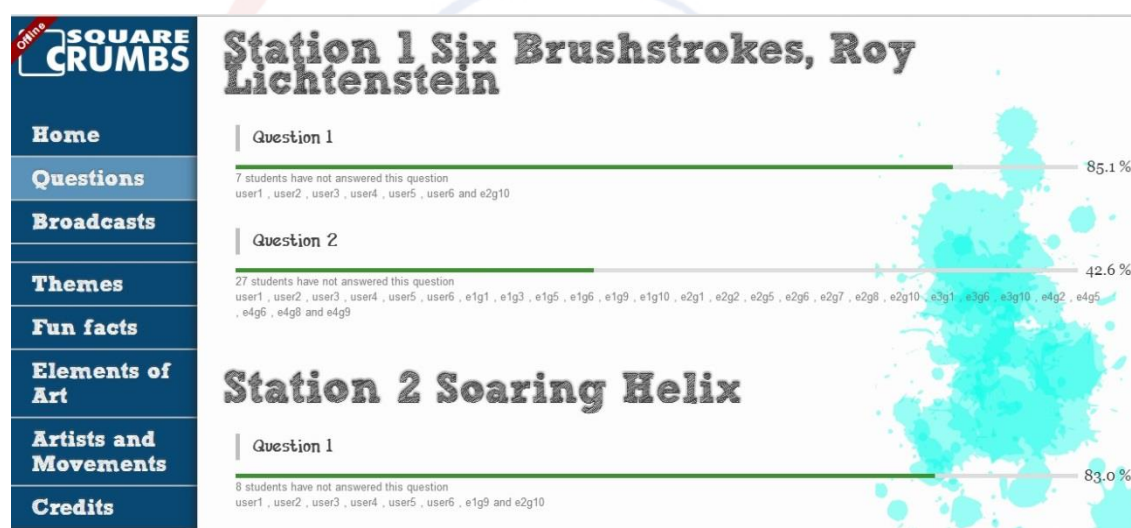 Offline
SQUARE
CRUMBS
Home
Questions
Broadcasts
Themes
Fun facts
Elements of
Art
Artists and
Movements
Credits
Station 1 Six Brushstrokes, Roy
Lichtenstein
Question 1
85.1 %
7 students have not answered this question
user1 , user2 , user3 , user4 , user5 , user6 and e2g10
Question 2
42.6 %
27 students have not answered this question
user1 , user2 , user3 , user4 , user5 , user6 , e1g1 , e1g3 , e1g5 , e1g6 , e1g9 , e1g10 , e2g1 , e2g2 , e2g5 , e2g6 , e2g7 , e2g8 , e2g10 , e3g1 , e3g6 , e3g10 , e4g2 , e4g5
, e4g6 , e4g8 and e4g9
Station 2 Soaring Helix
Question 1
83.0 %
8 students have not answered this question
user1 , user2 , user3 , user4 , user5 , user6 , e1g9 and e2g10